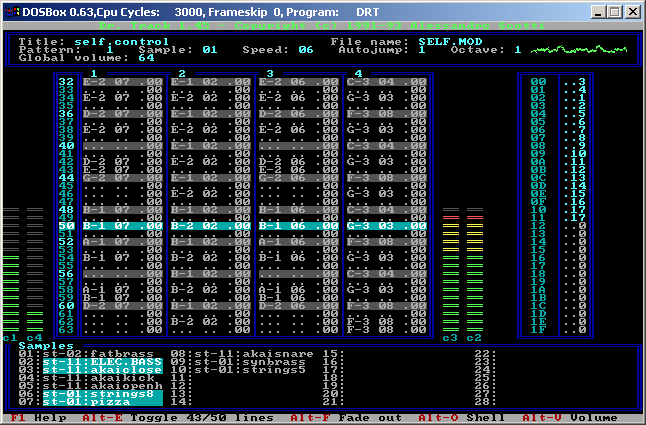 DOSBox 0.63,Cpu Cycles: 3000, Frameskip 0, Program: DRT
Dr. Track 1.05 - Copyright (c) 1991-93 Alessandro Scotti
Title: self.control File name: SELF.MOD
Pattern: 1 Sample: 01 Speed: 06 Autojump: 1 Octave: 1
Global volume: 64
1 2 3 4
32 E-2 07 .00 E-1 02 .00 E-2 06 .00 C-3 04 .00 00 ..3
33 ... .. .00 ... .. .00 ... .. .00 ... .. .00 01 ..4
34 E-2 07 .00 E-2 02 .00 E-2 06 .00 G-3 03 .00 02 ..1
35 ... .. .00 ... .. .00 ... .. .00 ... .. .00 03 ..2
36 D-2 07 .00 E-1 02 .00 D-2 06 .00 F-3 08 .00 04 ..5
37 ... .. .00 ... .. .00 ... .. .00 ... .. .00 05 ..6
38 E-2 07 .00 E-2 02 .00 E-2 06 .00 G-3 03 .00 06 ..7
39 ... .. .00 ... .. .00 ... .. .00 ... .. .00 07 ..8
40 ... .. .00 ... .. .00 ... .. .00 C-3 04 .00 08 ..9
41 ... .. .00 ... .. .00 ... .. .00 ... .. .00 09 .10
42 D-2 07 .00 E-2 02 .00 D-2 06 .00 G-3 03 .00 0A .11
43 E-2 07 .00 ... .. .00 E-2 06 .00 ... .. .00 0B .12
44 G-2 07 .00 E-1 02 .00 G-2 06 .00 F-3 08 .00 0C .13
45 ... .. .00 ... .. .00 ... .. .00 ... .. .00 0D .14
46 ... .. .00 E-2 02 .00 ... .. .00 G-3 03 .00 0E .15
47 ... .. .00 ... .. .00 ... .. .00 ... .. .00 0F .16
48 B-1 07 .00 B-1 02 .00 B-1 06 .00 C-3 04 .00 10 .17
49 ... .. .00 ... .. .00 ... .. .00 ... .. .00 11 .17
50 B-1 07 .00 B-2 02 .00 B-1 06 .00 G-3 03 .00 12 ..0
51 ... .. .00 ... .. .00 ... .. .00 ... .. .00 13 ..0
52 A-1 07 .00 B-1 02 .00 A-1 06 .00 F-3 08 .00 14 ..0
53 ... .. .00 ... .. .00 ... .. .00 ... .. .00 15 ..0
54 B-1 07 .00 B-2 02 .00 B-1 06 .00 G-3 03 .00 16 ..0
55 ... .. .00 ... .. .00 ... .. .00 ... .. .00 17 ..0
56 ... .. .00 ... .. .00 ... .. .00 C-3 04 .00 18 ..0
57 ... .. .00 ... .. .00 ... .. .00 ... .. .00 19 ..0
58 A-1 07 .00 B-2 02 .00 A-1 06 .00 G-3 03 .00 1A ..0
59 B-1 07 .00 ... .. .00 B-1 06 .00 ... .. .00 1B ..0
60 D-2 07 .00 B-1 02 .00 D-2 06 .00 F-3 08 .00 1C ..0
61 ... .. .00 ... .. .00 ... .. .00 ... .. .00 1D ..0
62 ... .. .00 B-2 02 .00 ... .. .00 F-3 08 .00 1E ..0
63 ... .. .00 ... .. .00 ... .. .00 F-3 08 .00 1F ..0
c1 c4 c3 c2
Samples
01:st-02:fatbrass 08:st-11:akaisnare 15: 22:
02:st-11:ELEC.BASS 09:st-01:synbrass 16: 23:
03:st-11:akaiclose 10:st-01:strings5 17: 24:
04:st-11:akaikick 11: 18: 25:
05:st-11:akaiopenh 12: 19: 26:
06:st-01:strings8 13: 20: 27:
07:st-01:pizza 14: 21: 28:
F1 Help Alt-E Toggle 43/50 lines Alt-F Fade out Alt-O Shell Alt-V Volume